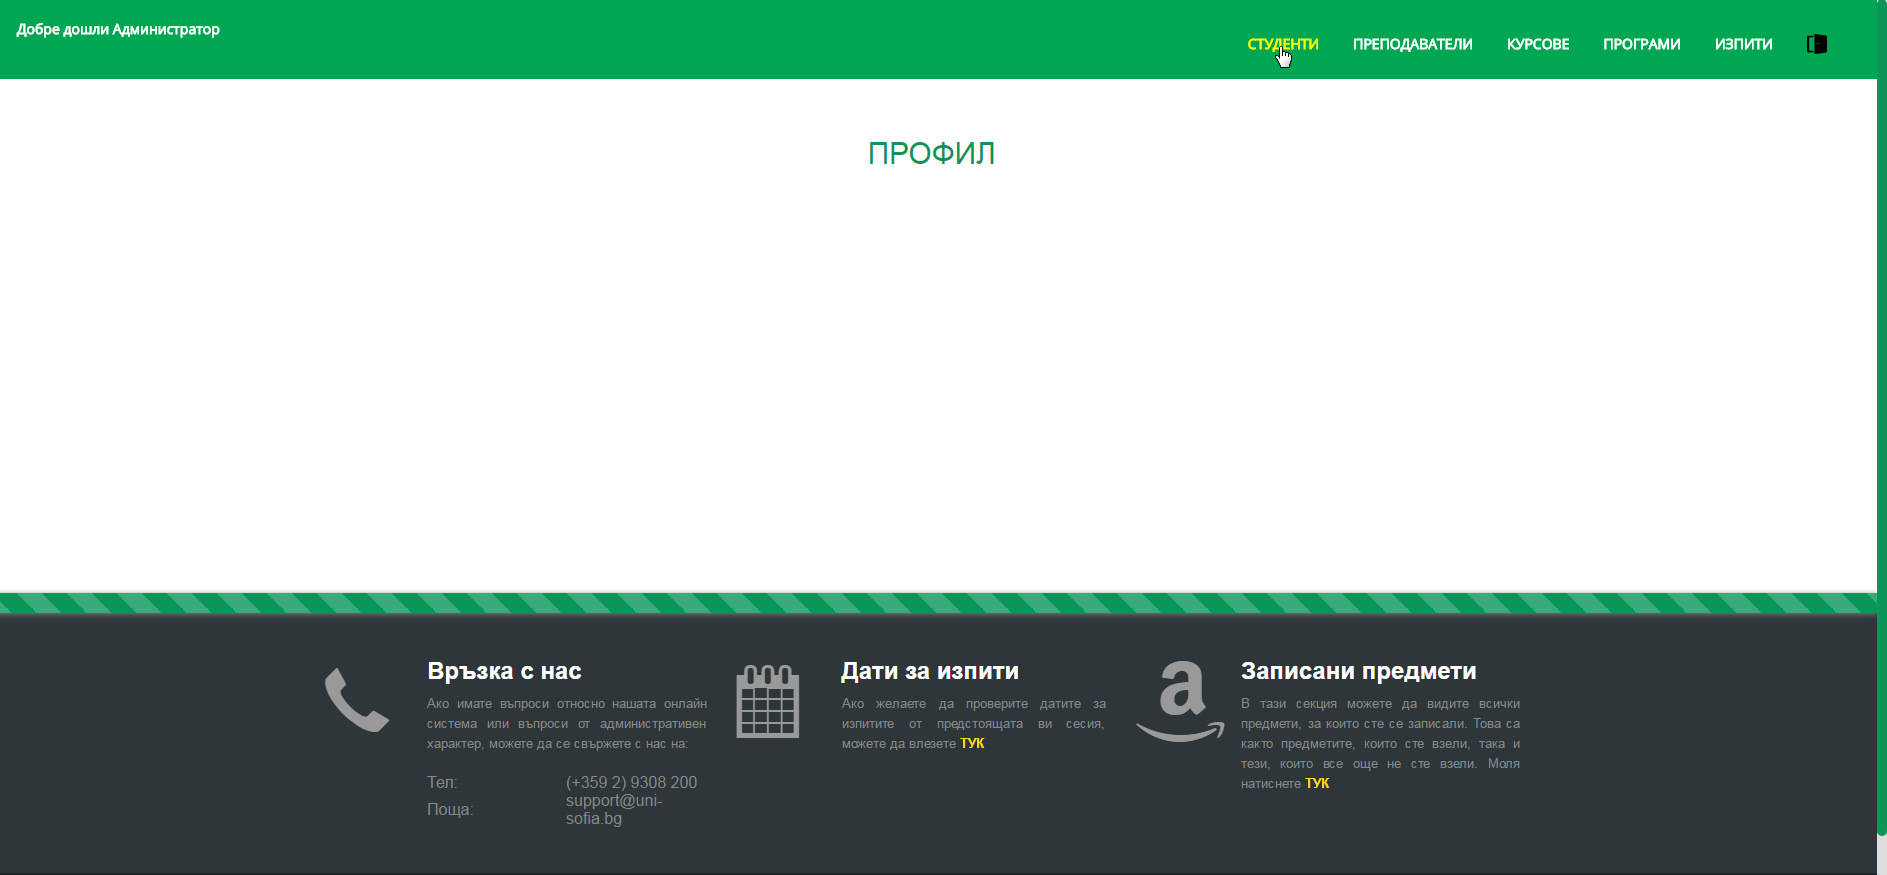 Добре дошли Администратор
СТУДЕНТИ ПРЕПОДАВАТЕЛИ КУРСОВЕ ПРОГРАМИ ИЗПИТИ
ПРОФИЛ
Връзка с нас
Ако имате въпроси относно нашата онлайн
система или въпроси от административен
характер, можете да се свържете с нас на:
Тел: (+359 2) 9308 200
Поща: support@uni-
sofia.bg
Дати за изпити
Ако желаете да проверите датите за
изпитите от предстоящата ви сесия,
можете да влезете ТУК
Записани предмети
В тази секция можете да видите всички
предмети, за които сте се записали. Това са
както предметите, които сте взели, така и
тези, които все още не сте взели. Моля
натиснете ТУК